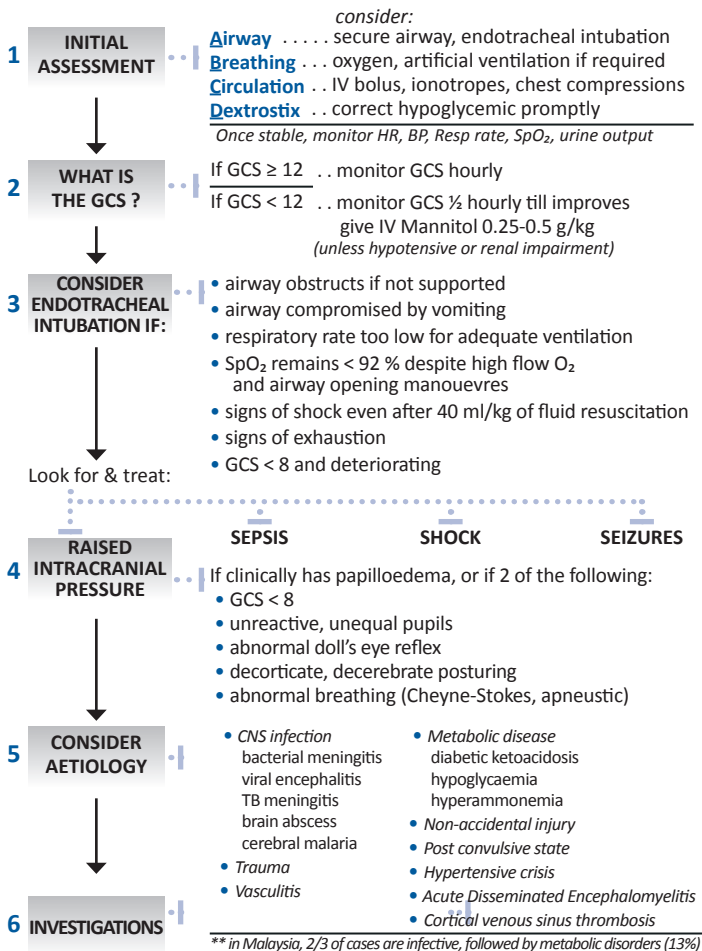 consider:
1 INITIAL ASSESSMENT
Airway . . . . . secure airway, endotracheal intubation
Breathing . . oxygen, artificial ventilation if required
Circulation . . IV bolus, ionotropes, chest compressions
Dextrostix . . correct hypoglycemic promptly
Once stable, monitor HR, BP, Resp rate, SpO₂, urine output
2 WHAT IS THE GCS ?
If GCS ≥ 12 . . monitor GCS hourly
If GCS < 12 . . monitor GCS ½ hourly till improves
give IV Mannitol 0.25-0.5 g/kg
(unless hypotensive or renal impairment)
3 CONSIDER ENDOTRACHEAL INTUBATION IF:
• airway obstructs if not supported
• airway compromised by vomiting
• respiratory rate too low for adequate ventilation
• SpO₂ remains < 92 % despite high flow O₂
and airway opening manouevres
• signs of shock even after 40 ml/kg of fluid resuscitation
• signs of exhaustion
• GCS < 8 and deteriorating
Look for & treat:
4 RAISED INTRACRANIAL PRESSURE
SEPSIS SHOCK SEIZURES
If clinically has papilloedema, or if 2 of the following:
• GCS < 8
• unreactive, unequal pupils
• abnormal doll's eye reflex
• decorticate, decerebrate posturing
• abnormal breathing (Cheyne-Stokes, apneustic)
5 CONSIDER AETIOLOGY
• CNS infection
bacterial meningitis
viral encephalitis
TB meningitis
brain abscess
cerebral malaria
• Trauma
• Vasculitis
• Metabolic disease
diabetic ketoacidosis
hypoglycaemia
hyperammonemia
• Non-accidental injury
• Post convulsive state
• Hypertensive crisis
• Acute Disseminated Encephalomyelitis
• Cortical venous sinus thrombosis
6 INVESTIGATIONS
** in Malaysia, 2/3 of cases are infective, followed by metabolic disorders (13%)